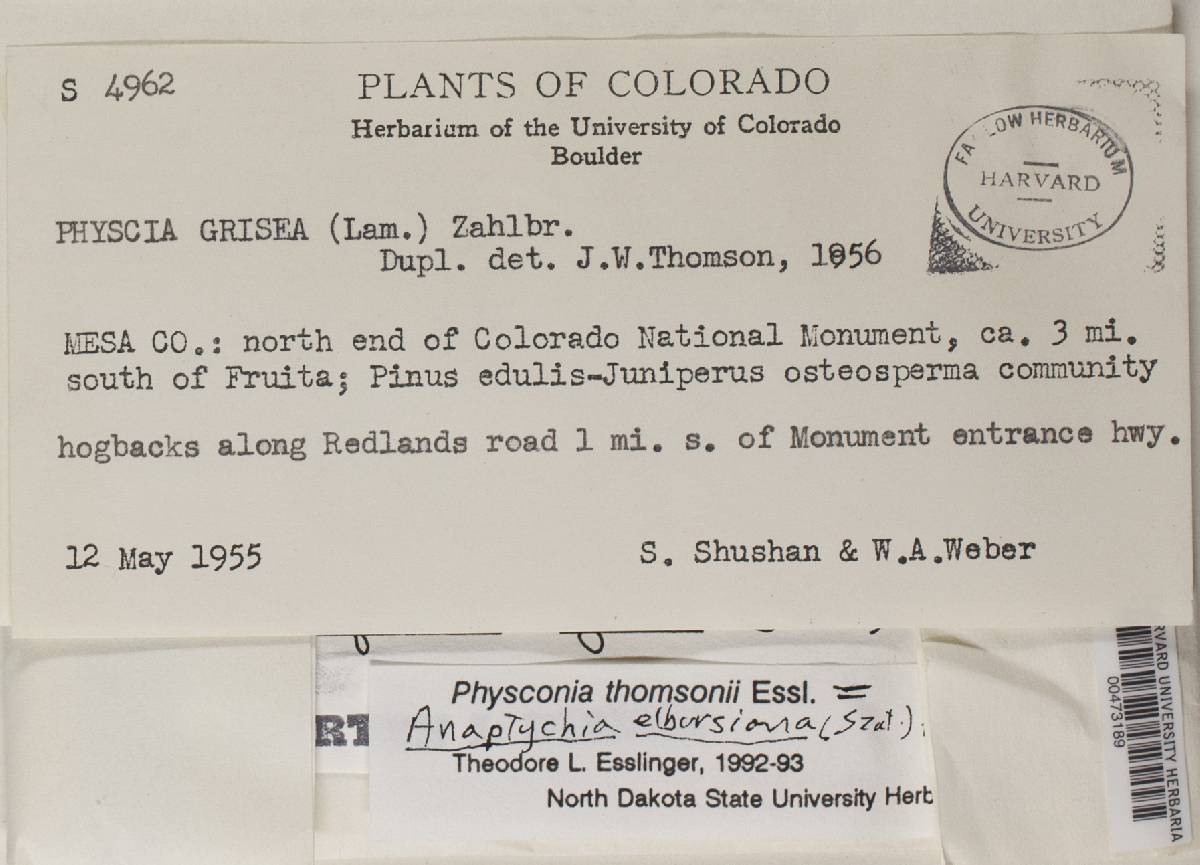 S 4962
PLANTS OF COLORADO
Herbarium of the University of Colorado
Boulder
FARLOW HERBARIUM
HARVARD
UNIVERSITY
PHYSCIA GRISEA (Lam.) Zahlbr.
Dupl. det. J.W.Thomson, 1956
MESA CO.: north end of Colorado National Monument, ca. 3 mi.
south of Fruita; Pinus edulis-Juniperus osteosperma community
hogbacks along Redlands road 1 mi. s. of Monument entrance hwy.
12 May 1955
S. Shushan & W.A.Weber
Physconia thomsonii Essl. =
Anaptychia elbursiana (Szat.)
Theodore L. Esslinger, 1992-93
North Dakota State University Herb
RT
RVARD UNIVERSITY HERBARIA
00473189